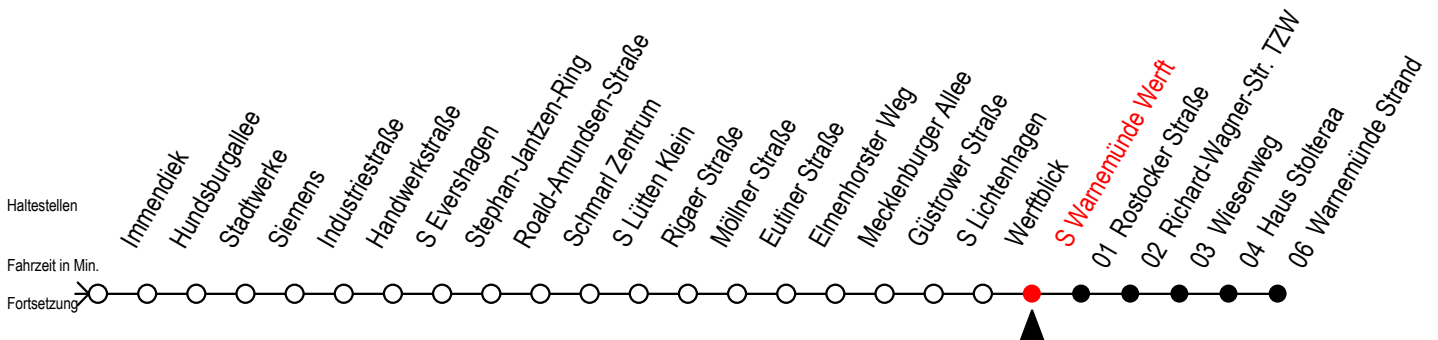 Haltestellen
Immendiek
Hundsburgallee
Stadtwerke
Siemens
Industriestraße
Handwerkstraße
S Evershagen
Stephan-Jantzen-Ring
Roald-Amundsen-Straße
Schmarl Zentrum
S Lütten Klein
Rigaer Straße
Möllner Straße
Eutiner Straße
Elmenhorster Weg
Mecklenburger Allee
Güstrower Straße
S Lichtenhagen
Werftblick
S Warnemünde Werft
01 Rostocker Straße
02 Richard-Wagner-Str. TZW
03 Wiesenweg
04 Haus Stolteraa
06 Warnemünde Strand
Fahrzeit in Min.
Fortsetzung